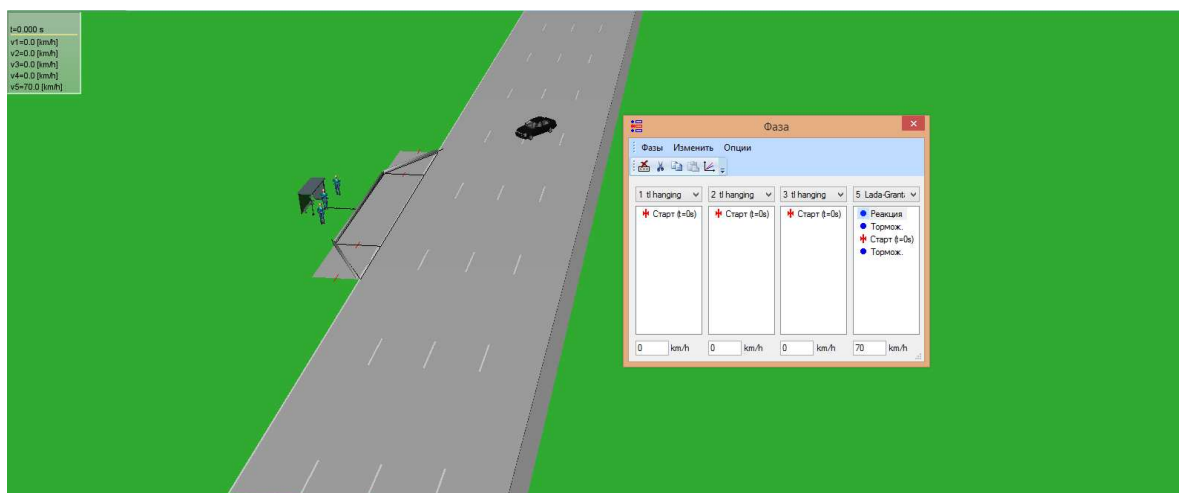 t=0.000 s
v1=0.0 [km/h]
v2=0.0 [km/h]
v3=0.0 [km/h]
v4=0.0 [km/h]
v5=70.0 [km/h]
Фаза
Фазы Изменить Опции
1 tl hanging 2 tl hanging 3 tl hanging 5 Lada-Grant
Старт (t=0s) Старт (t=0s) Старт (t=0s) Реакция
Тормож.
Старт (t=0s)
Тормож.
0 km/h 0 km/h 0 km/h 70 km/h